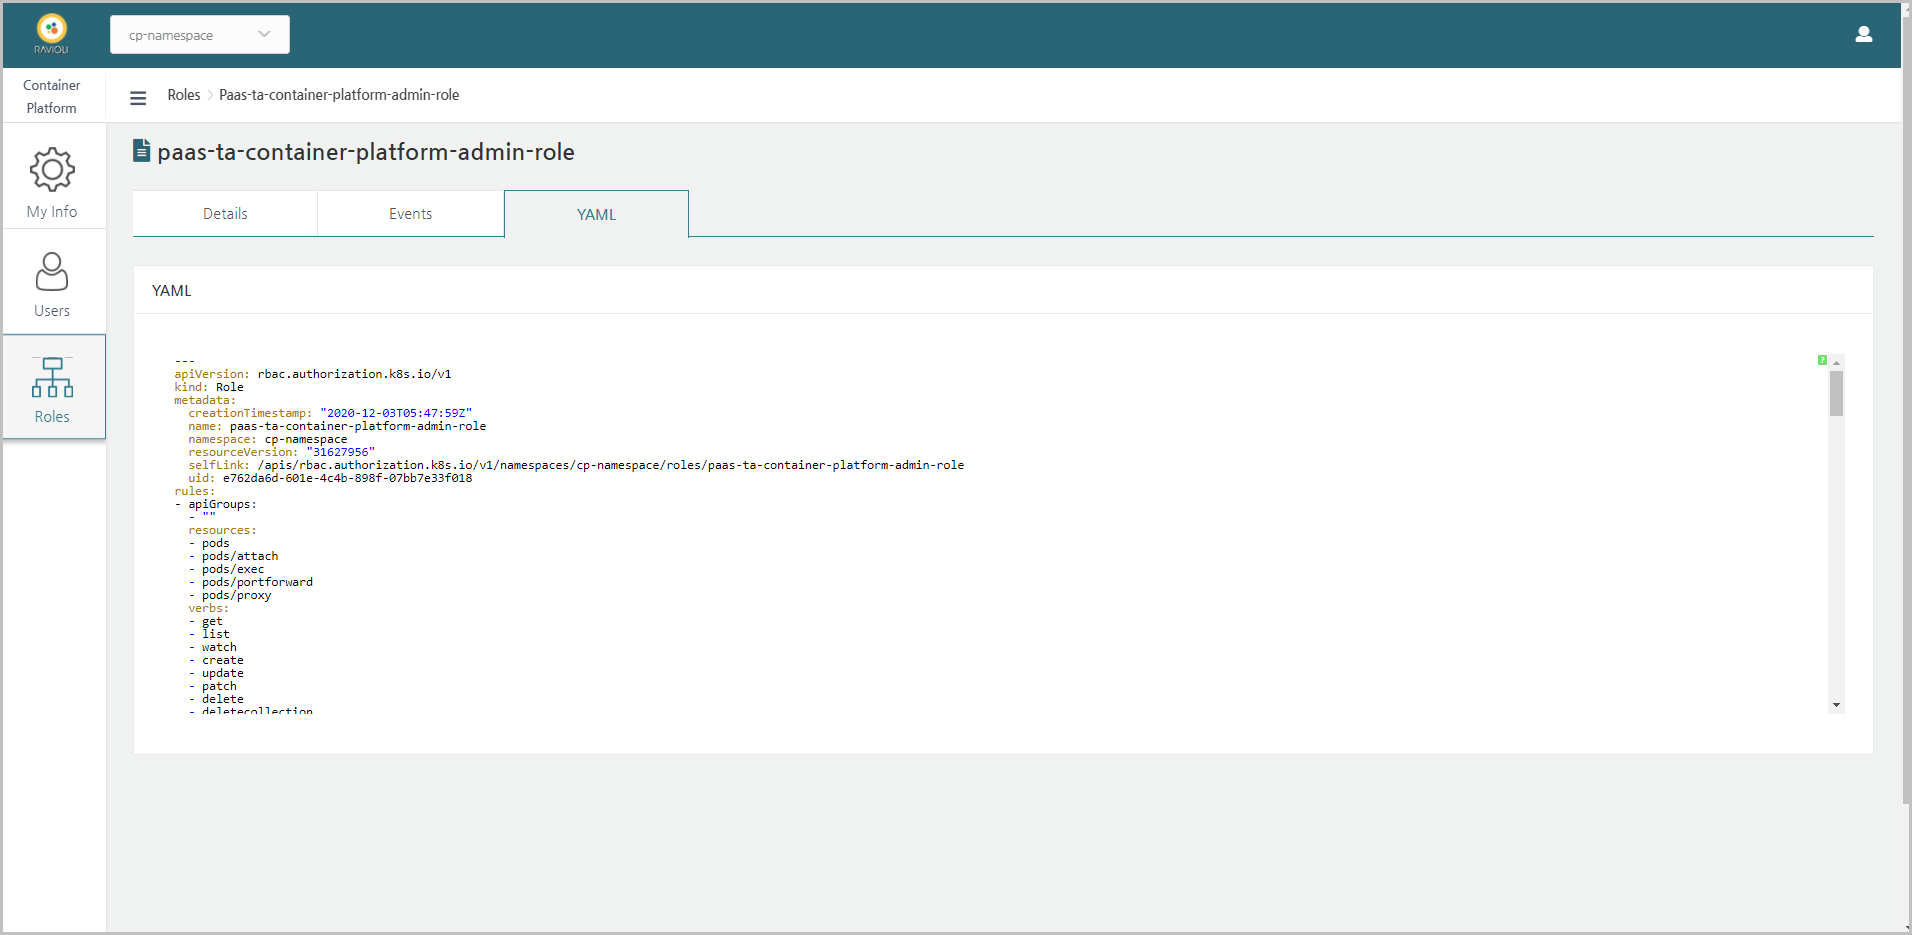 RAVIOLI
cp-namespace
Container
Platform
My Info
Users
Roles
Roles Paas-ta-container-platform-admin-role
paas-ta-container-platform-admin-role
Details Events YAML
YAML
---
apiVersion: rbac.authorization.k8s.io/v1
kind: Role
metadata:
  creationTimestamp: "2020-12-03T05:47:59Z"
  name: paas-ta-container-platform-admin-role
  namespace: cp-namespace
  resourceVersion: "31627956"
  selfLink: /apis/rbac.authorization.k8s.io/v1/namespaces/cp-namespace/roles/paas-ta-container-platform-admin-role
  uid: e762da6d-601e-4c4b-898f-07bb7e33f018
rules:
- apiGroups:
  - ""
  resources:
  - pods
  - pods/attach
  - pods/exec
  - pods/portforward
  - pods/proxy
  verbs:
  - get
  - list
  - watch
  - create
  - update
  - patch
  - delete
  - deletecollection
?